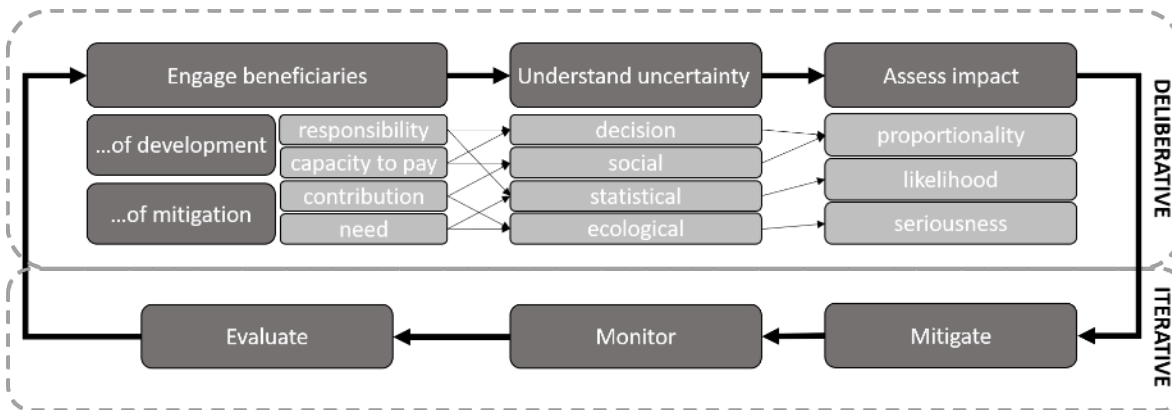 Engage beneficiaries
Understand uncertainty
Assess impact
...of development
...of mitigation
responsibility
capacity to pay
contribution
need
decision
social
statistical
ecological
proportionality
likelihood
seriousness
DELIBERATIVE
Evaluate
Monitor
Mitigate
ITERATIVE